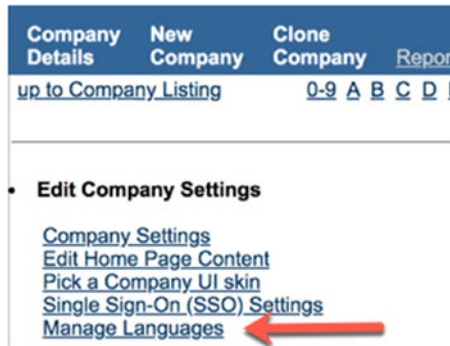 Company Details New Company Clone Company
up to Company Listing 0-9 A B C D
Edit Company Settings
Company Settings
Edit Home Page Content
Pick a Company UI skin
Single Sign-On (SSO) Settings
Manage Languages